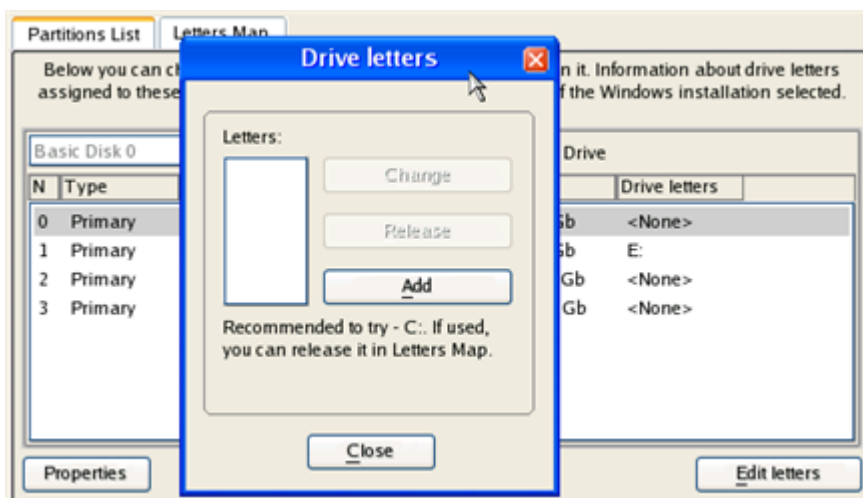 Partitions List Letters Map
Drive letters
Below you can n it. Information about drive letters
assigned to these f the Windows installation selected.
Letters:
Basic Disk 0 Drive
Change
N Type Drive letters
0 Primary Gb <None>
Release
1 Primary Gb E:
2 Primary Gb <None>
Add
3 Primary Gb <None>
Recommended to try - C:. If used,
you can release it in Letters Map.
Close
Properties Edit letters